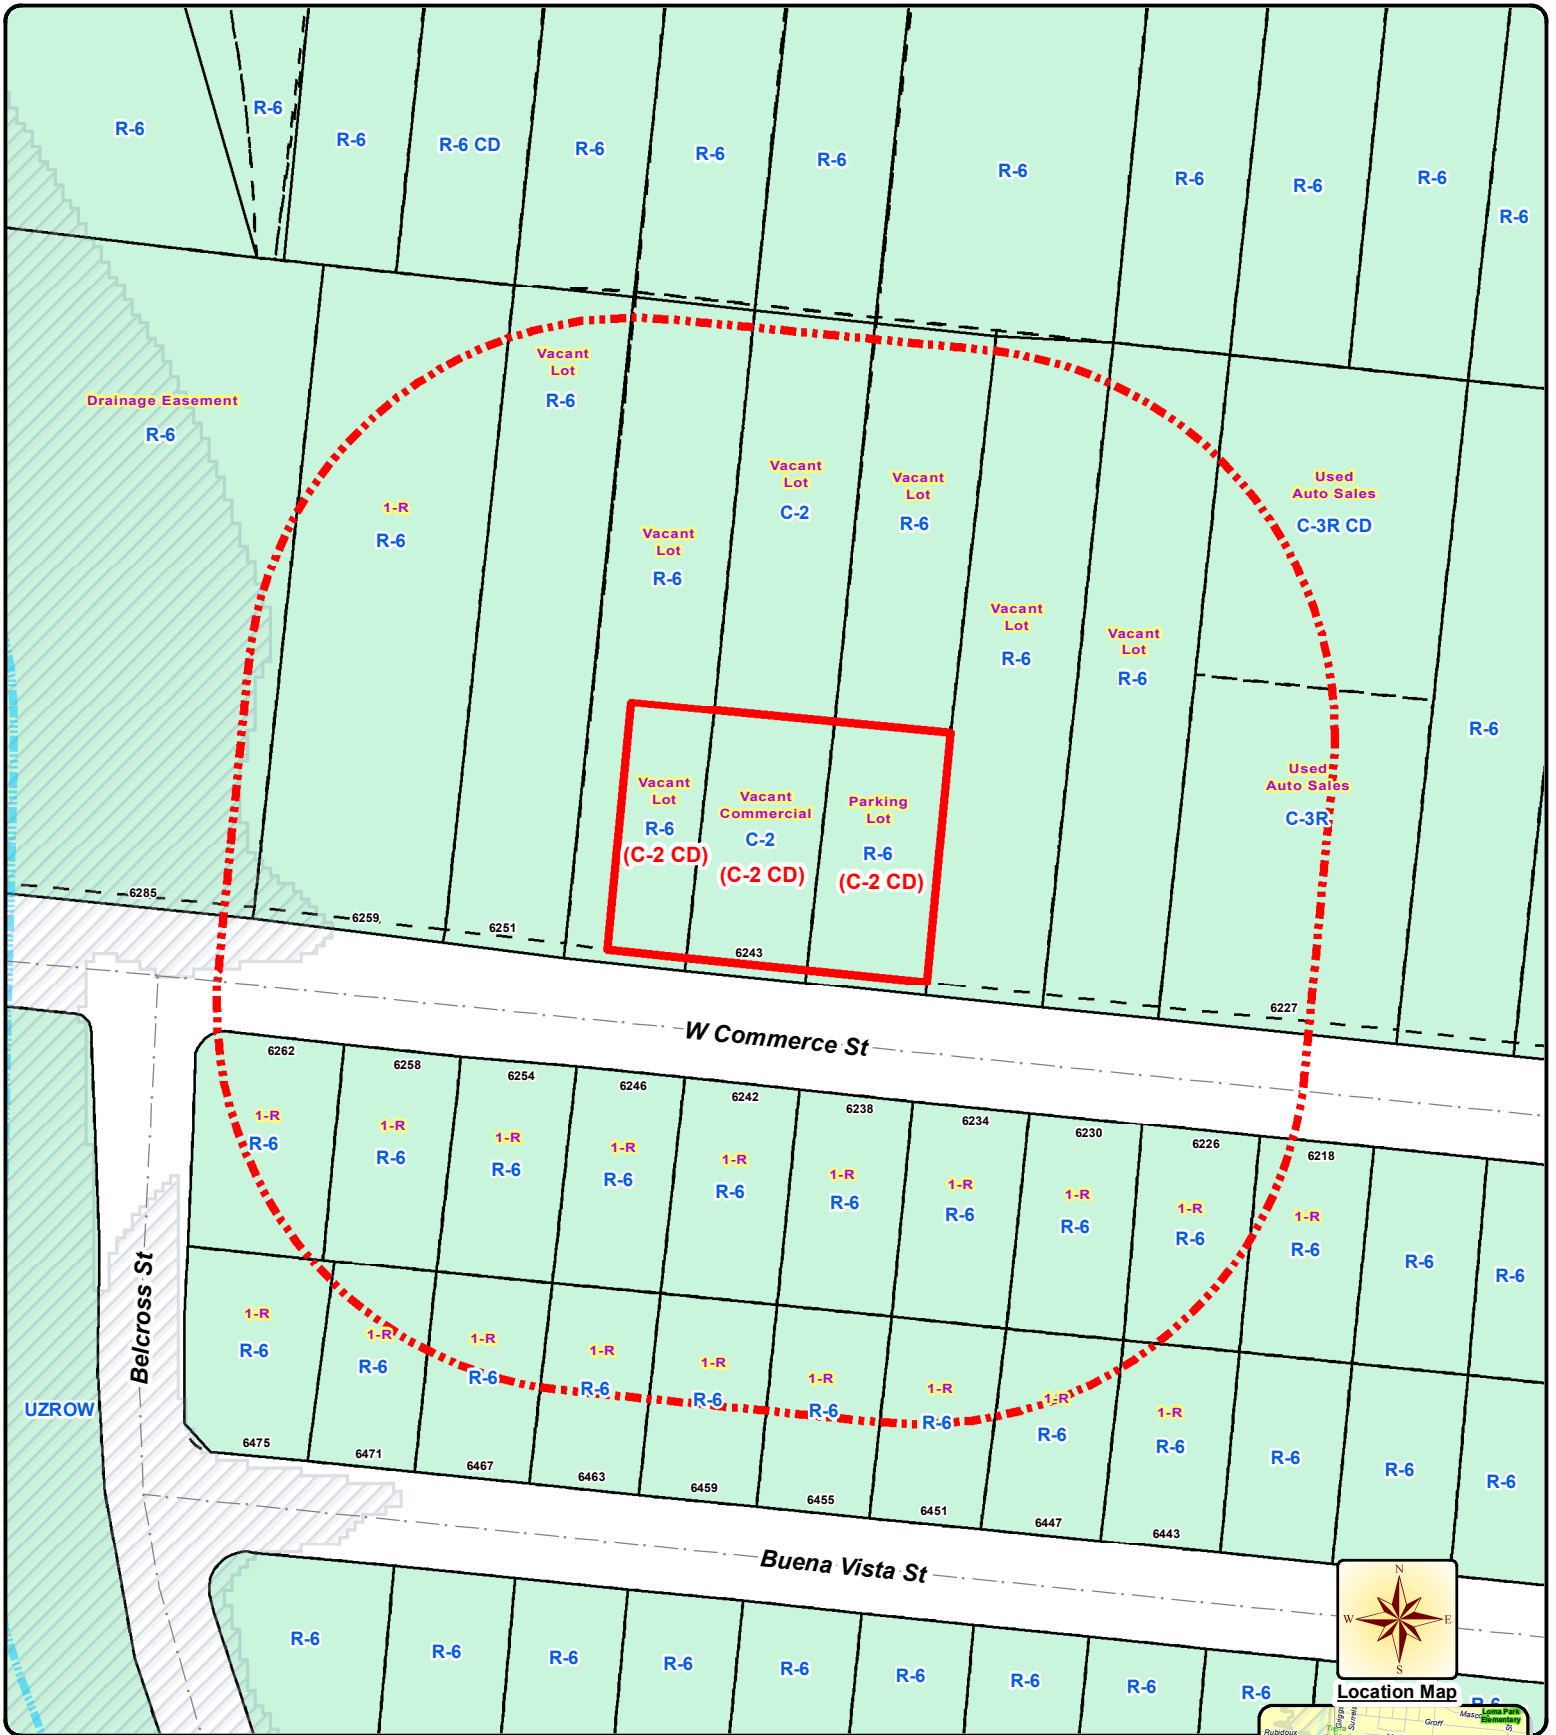 R-6
R-6
R-6
R-6 CD
R-6
R-6
R-6
R-6
R-6
R-6
R-6
R-6
Drainage Easement
R-6
1-R
R-6
Vacant
Lot
R-6
Vacant
Lot
R-6
Vacant
Lot
C-2
Vacant
Lot
R-6
Vacant
Lot
R-6
Vacant
Lot
R-6
Used
Auto Sales
C-3R CD
Used
Auto Sales
C-3R
R-6
Vacant
Lot
R-6
(C-2 CD)
Vacant
Commercial
C-2
(C-2 CD)
Parking
Lot
R-6
(C-2 CD)
6285
6259
6251
6243
6227
W Commerce St
6262
6258
6254
6246
6242
6238
6234
6230
6226
6218
1-R
R-6
1-R
R-6
1-R
R-6
1-R
R-6
1-R
R-6
1-R
R-6
1-R
R-6
1-R
R-6
1-R
R-6
1-R
R-6
R-6
R-6
Belcross St
UZROW
1-R
R-6
1-R
R-6
1-R
R-6
1-R
R-6
1-R
R-6
1-R
R-6
1-R
R-6
1-R
R-6
1-R
R-6
R-6
R-6
R-6
6475
6471
6467
6463
6459
6455
6451
6447
6443
Buena Vista St
R-6
R-6
R-6
R-6
R-6
R-6
R-6
R-6
R-6
R-6
N
W
E
S
Location Map
Loma Park
Elementary
Groff
Rubidoux